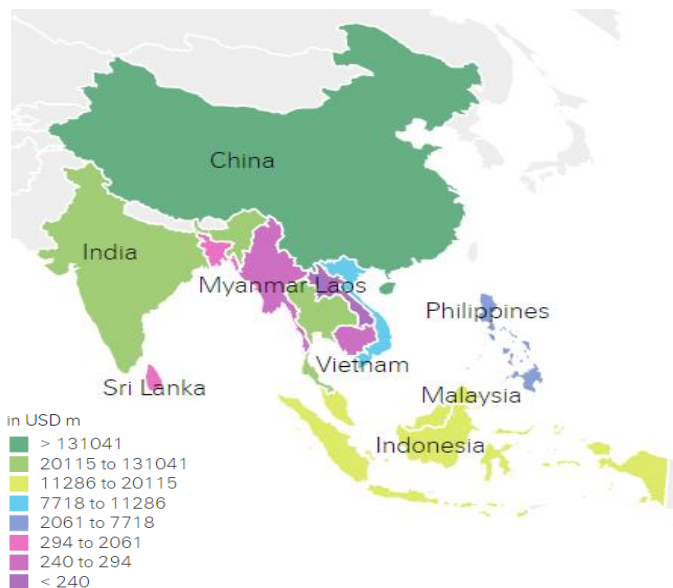 China
India
Myanmar Laos
Philippines
Vietnam
Sri Lanka
Malaysia
Indonesia
in USD m
> 131041
20115 to 131041
11286 to 20115
7718 to 11286
2061 to 7718
294 to 2061
240 to 294
< 240